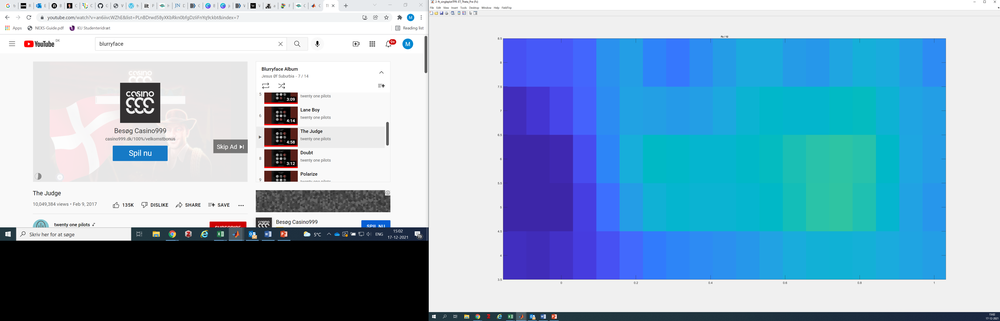 youtube.com/watch?v=an6iivcWZhE&list=PLnBDrwd58yXKbRkn0bfgDzIiFnYq9ckbt&index=7
M
Apps
NEXS-Guide.pdf
KU Studenteridræt
Reading list
YouTube DK
blurryface
9+
M
casino
casino
Besøg Casino999
casino999.dk/100%/velkomstbonus
Spil nu
Skip Ad
Blurryface Album
Jesus Øf Suburbia - 7 / 14
5
3:09
twenty one pilots
6
4:14
Lane Boy
twenty one pilots
4:58
The Judge
twenty one pilots
8
3:12
Doubt
twenty one pilots
9
Polarize
twenty one pilots
The Judge
10,049,384 views • Feb 9, 2017
135K
DISLIKE
SHARE
SAVE
twenty one pilots
SUBSCRIBE
casino
Besøg Casino999
SPIL NU
Skriv her for at søge
5°C
ENG
15:02
17-12-2021
19
2: ft_singleplotTFR: ET_Theta_Pre (Fz)
File Edit View Insert Tools Desktop Window Help FieldTrip
Fz / 12
8.5
8
7.5
7
6.5
6
5.5
5
4.5
4
3.5
0 0.2 0.4 0.6 0.8 1
15:02
17-12-2021